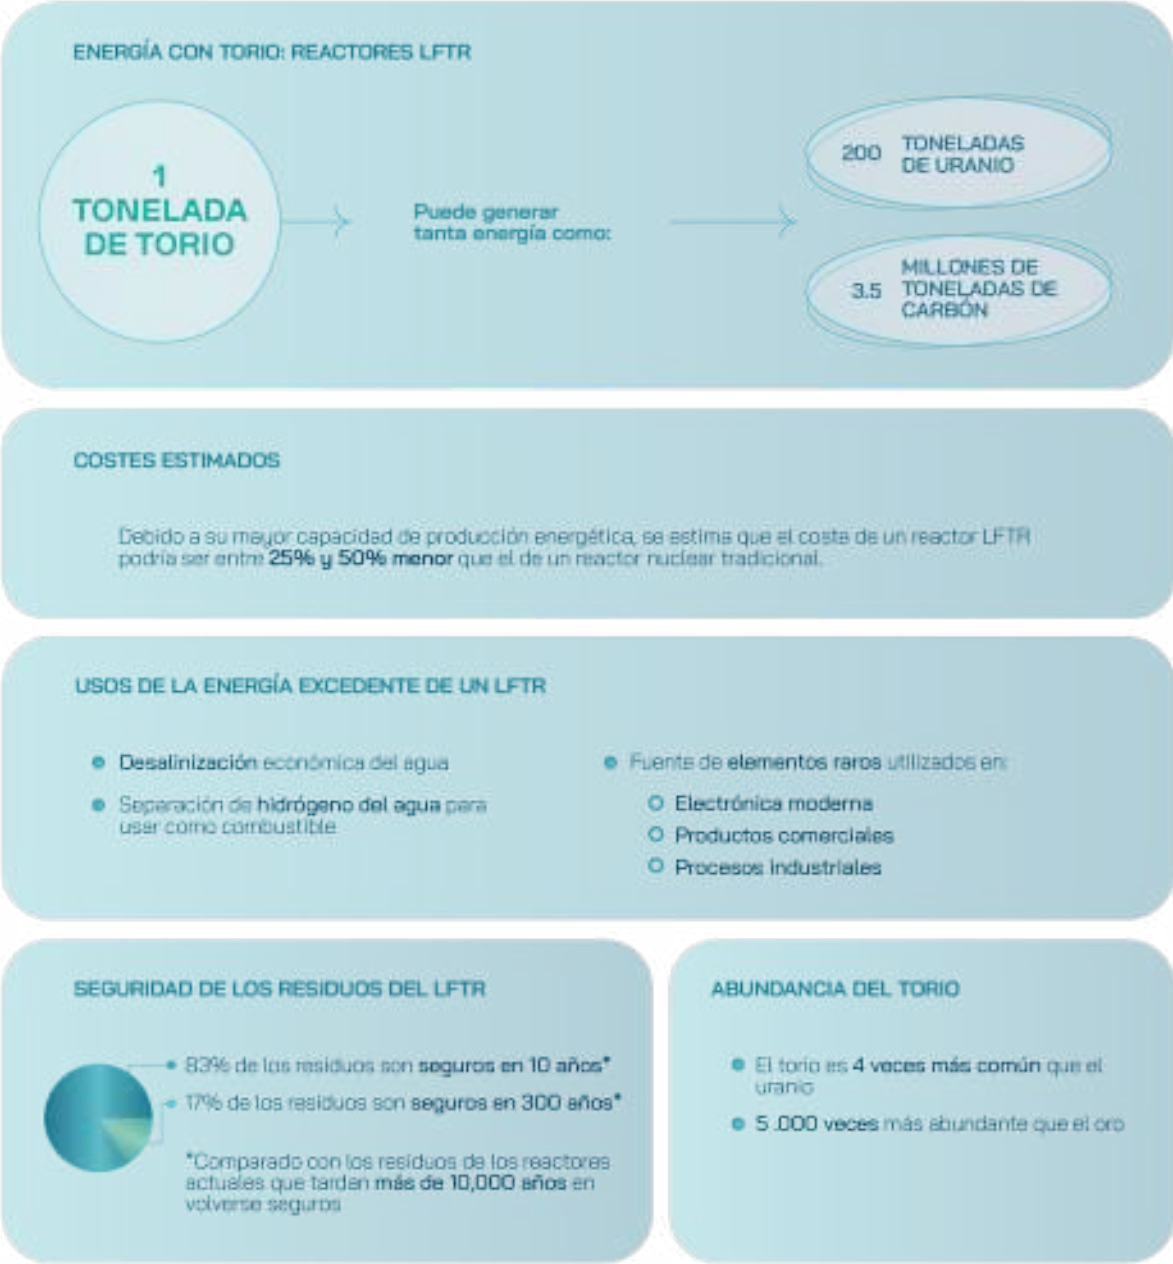 ENERGÍA CON TORIO: REACTORES LFTR
1
TONELADA
DE TORIO
Puede generar
tanta energía como:
200
TONELADAS
DE URANIO
3.5
MILLONES DE
TONELADAS DE
CARBÓN
COSTES ESTIMADOS
Debido a su mayor capacidad de producción energética, se estima que el coste de un reactor LFTR
podría ser entre 25% y 50% menor que el de un reactor nuclear tradicional.
USOS DE LA ENERGÍA EXCEDENTE DE UN LFTR
Desalinización económica del agua
Separación de hidrógeno del agua para
usar como combustible
Fuente de elementos raros utilizados en:
Electrónica moderna
Productos comerciales
Procesos industriales
SEGURIDAD DE LOS RESIDUOS DEL LFTR
83% de los residuos son seguros en 10 años*
17% de los residuos son seguros en 300 años*
*Comparado con los residuos de los reactores
actuales que tardan más de 10,000 años en
volverse seguros
ABUNDANCIA DEL TORIO
El torio es 4 veces más común que el
uranio
5 .000 veces más abundante que el oro